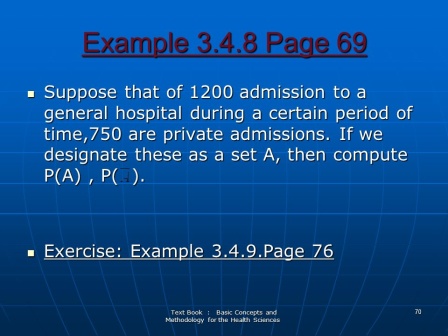 Example 3.4.8 Page 69
Suppose that of 1200 admission to a
general hospital during a certain period of
time,750 are private admissions. If we
designate these as a set A, then compute
P(A) , P( ).
Exercise: Example 3.4.9.Page 76
Text Book : Basic Concepts and
Methodology for the Health Sciences
70